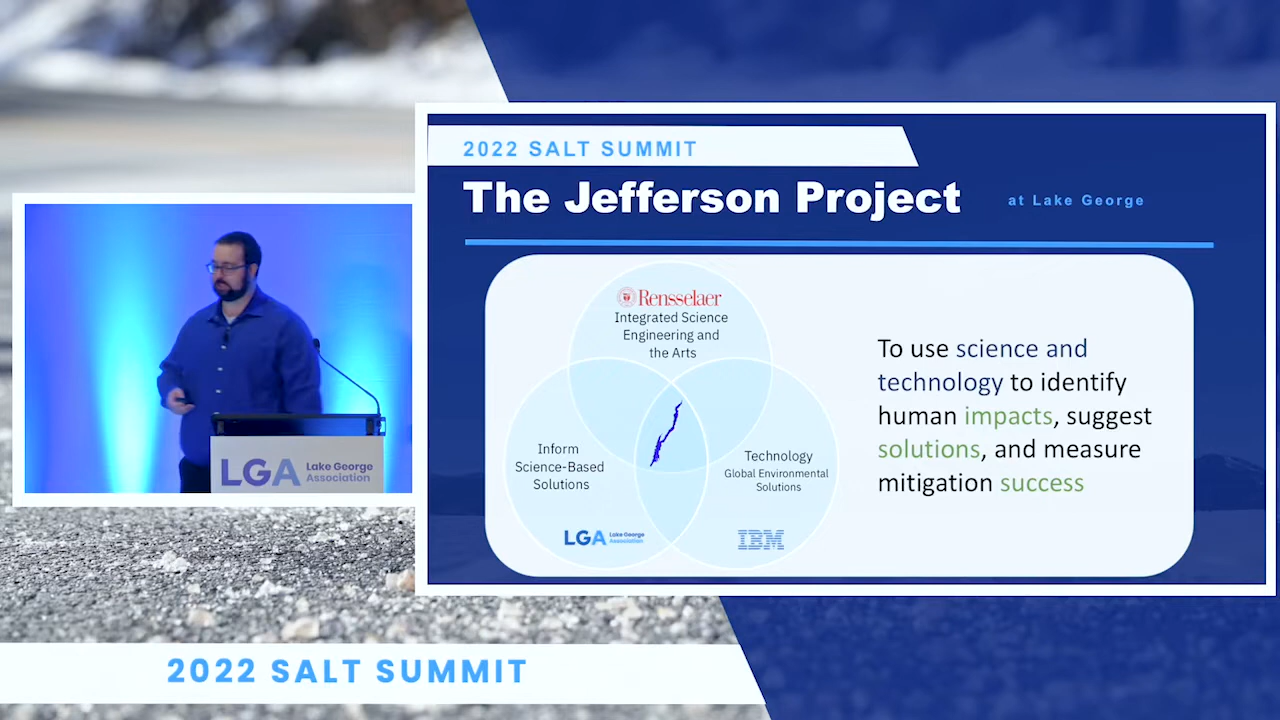 2022 SALT SUMMIT
The Jefferson Project
at Lake George
Rensselaer
Integrated Science
Engineering and
the Arts
Inform
Science-Based
Solutions
LGA Lake George
Association
Technology
Global Environmental
Solutions
IBM
To use science and
technology to identify
human impacts, suggest
solutions, and measure
mitigation success
LGA Lake George
Association
2022 SALT SUMMIT